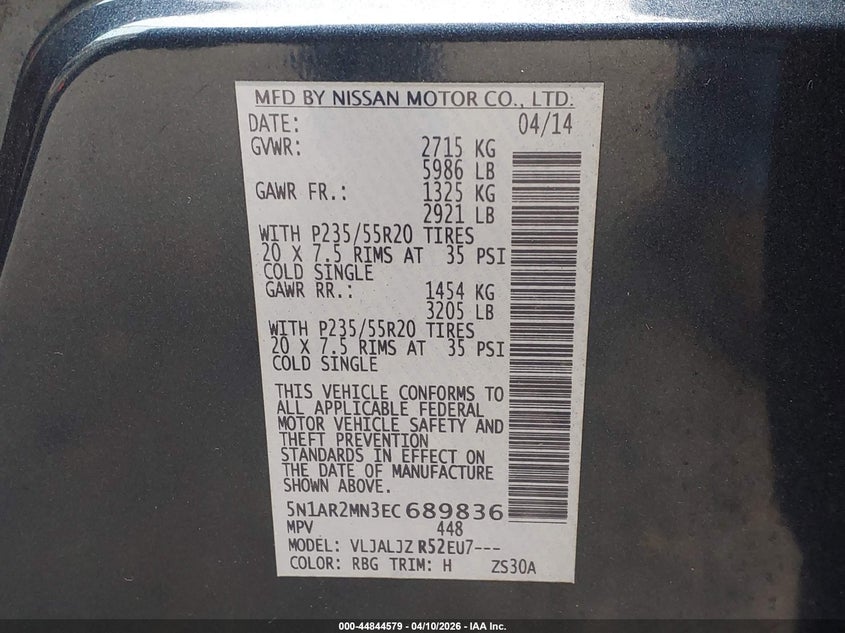 MFD BY NISSAN MOTOR CO., LTD.
DATE: 04/14
GVWR: 2715 KG
5986 LB
GAWR FR.: 1325 KG
2921 LB
WITH P235/55R20 TIRES
20 X 7.5 RIMS AT 35 PSI
COLD SINGLE
GAWR RR.: 1454 KG
3205 LB
WITH P235/55R20 TIRES
20 X 7.5 RIMS AT 35 PSI
COLD SINGLE
THIS VEHICLE CONFORMS TO
ALL APPLICABLE FEDERAL
MOTOR VEHICLE SAFETY AND
THEFT PREVENTION
STANDARDS IN EFFECT ON
THE DATE OF MANUFACTURE
SHOWN ABOVE.
5N1AR2MN3EC689836
MPV 448
MODEL: VLJALJZ R52EU7---
COLOR: RBG TRIM: H ZS30A
000-44844579 - 04/10/2026 - IAA Inc.